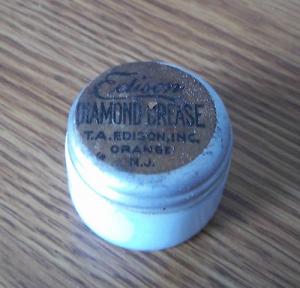 Edison
DIAMOND GREASE
T.A. EDISON, INC.
ORANGE
N.J.